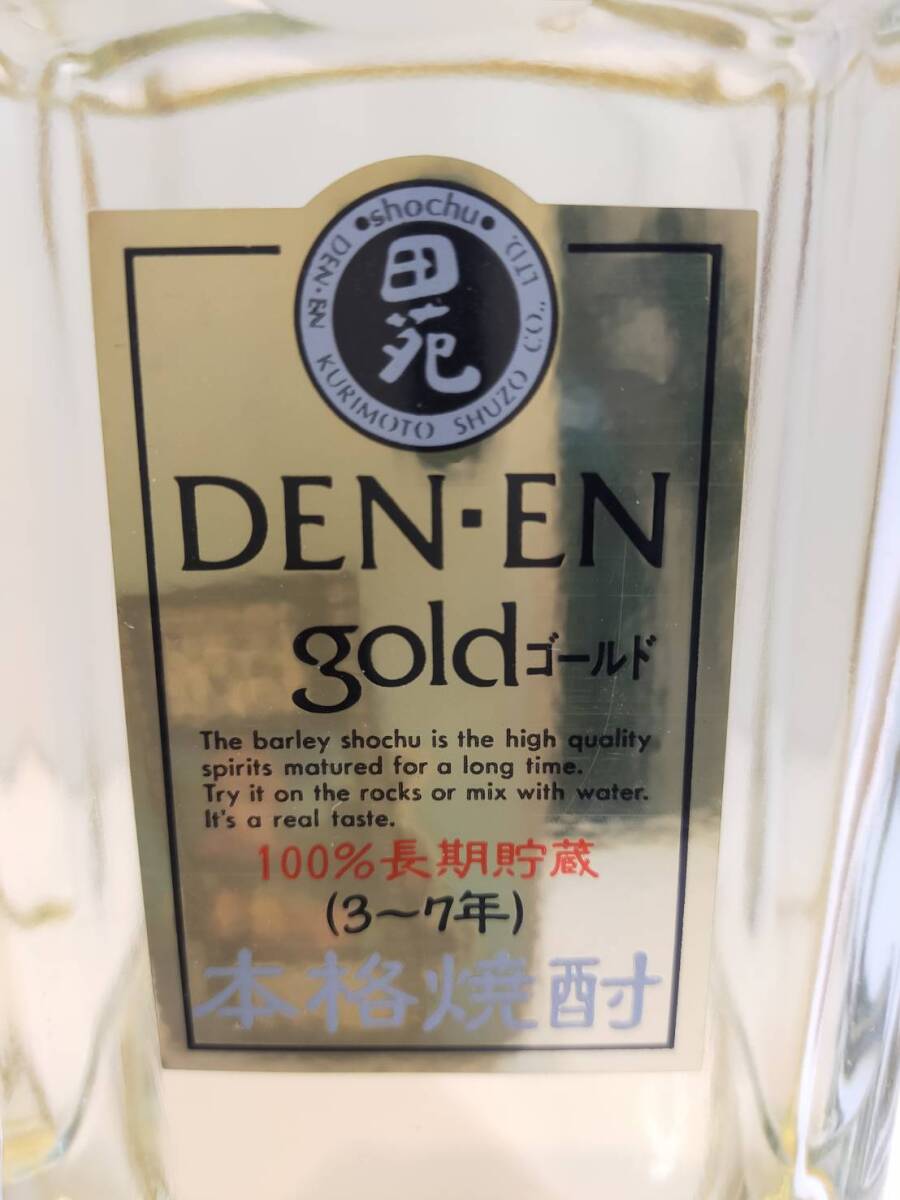 •shochu•
DEN·EN KURIMOTO SHUZO CO., LTD.
田
苑
DEN·EN
goldゴールド
The barley shochu is the high quality
spirits matured for a long time.
Try it on the rocks or mix with water.
It's a real taste.
100%長期貯蔵
(3〜7年)
本格焼酎